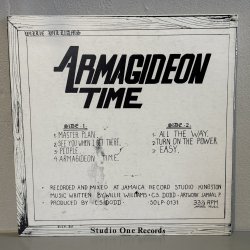 WILLIE WILLIAMS
ARMAGIDEON
TIME
SIDE-1.
1. MASTER PLAN
2. SEE YOU WHEN I GET THERE.
3. PEOPLE.
4. ARMAGIDEON TIME.
SIDE-2.
1. ALL THE WAY.
2. TURN ON THE POWER
3. EASY.
RECORDED AND MIXED AT JAMAICA RECORD STUDIO KINGSTON
MUSIC WRITTEN BY WILLIE WILLIAMS - C.S DODD - ARTWORK JAMAAL P
PRODUCED BY C.S DODD SOLP-0131 33⅓ RPM
Studio One Records